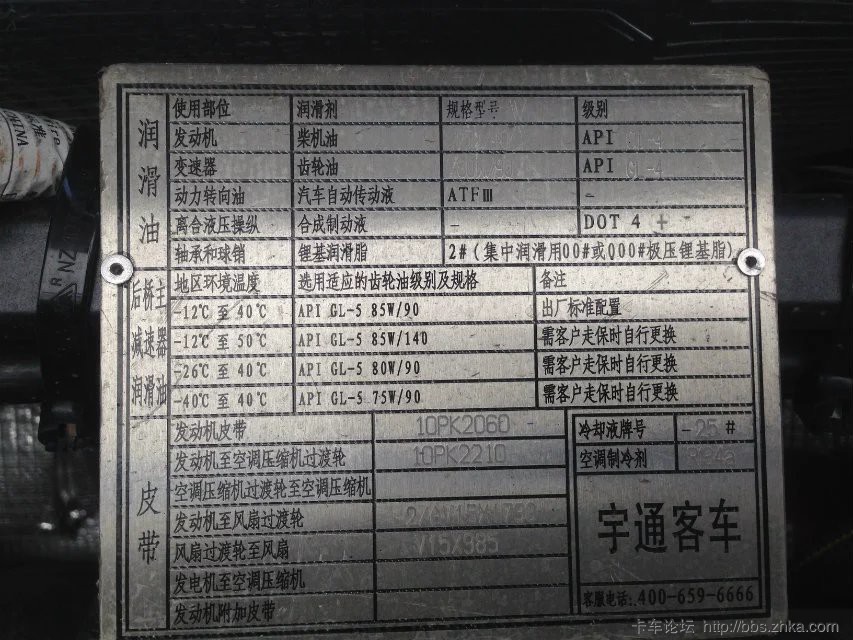 使用部位 润滑剂 规格型号 级别
润滑油
发动机 柴机油 API
变速器 齿轮油 API GL-4
动力转向油 汽车自动传动液 ATFⅢ -
离合液压操纵 合成制动液 - DOT 4 +
轴承和球销 锂基润滑脂 2#(集中润滑用00#或000#极压锂基脂)
后桥主减速器润滑油
地区环境温度 选用适应的齿轮油级别及规格 备注
-12℃ 至 40℃ API GL-5 85W/90 出厂标准配置
-12℃ 至 50℃ API GL-5 85W/140 需客户走保时自行更换
-26℃ 至 40℃ API GL-5 80W/90 需客户走保时自行更换
-40℃ 至 40℃ API GL-5 75W/90 需客户走保时自行更换
皮带
发动机皮带 10PK2060 冷却液牌号 -25#
发动机至空调压缩机过渡轮 10PK2210 空调制冷剂
空调压缩机过渡轮至空调压缩机
发动机至风扇过渡轮
风扇过渡轮至风扇 V15X985
发电机至空调压缩机
发动机附加皮带
宇通客车
客服电话:.400-659-6666
卡车论坛 http://bbs.zhka.com